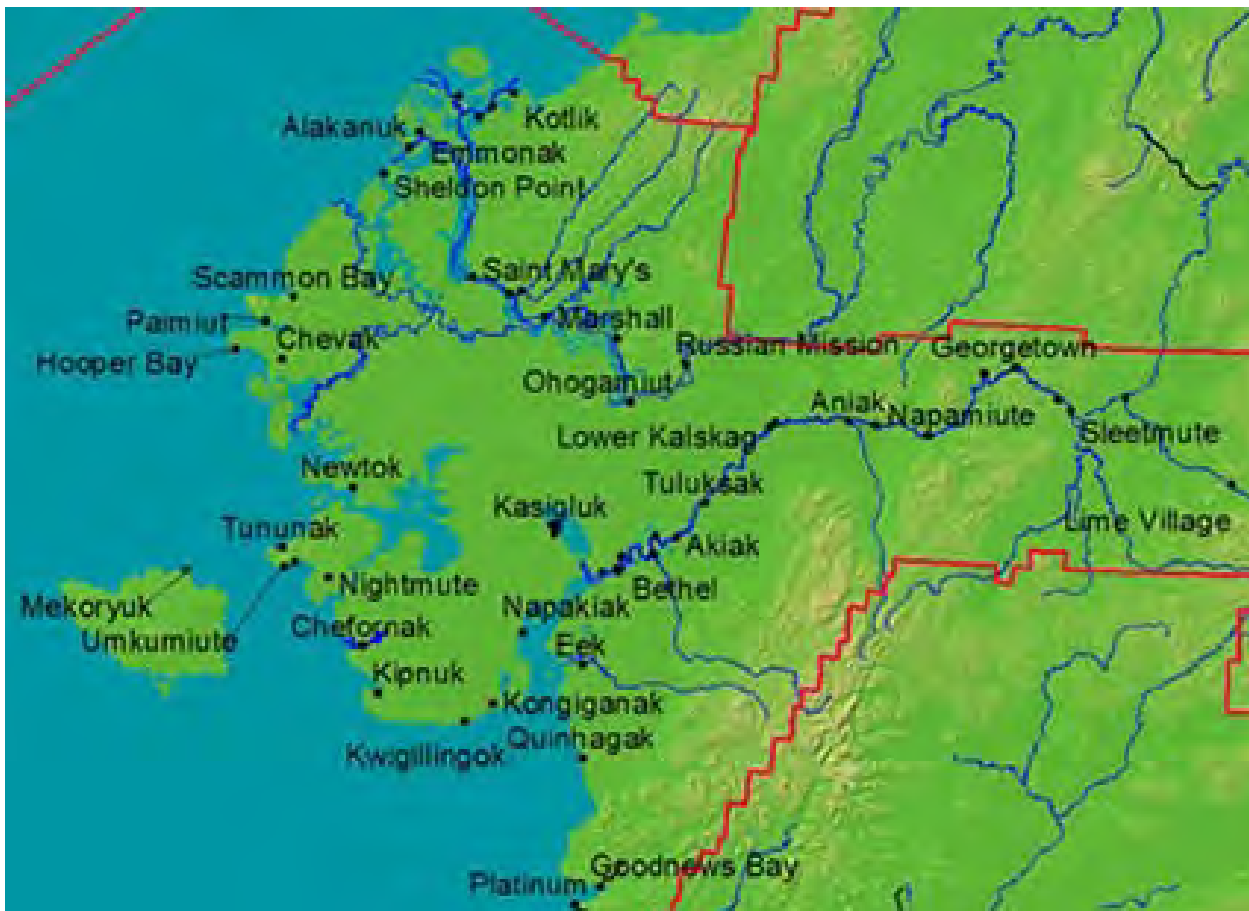 Kotlik
Alakanuk
Emmonak
Sheldon Point
Saint Mary's
Scammon Bay
Paimiut
Marshall
Chevak
Russian Mission
Georgetown
Hooper Bay
Ohogamiut
Aniak
Napamiute
Lower Kalskag
Sleetmute
Newtok
Tuluksak
Kasigluk
Lime Village
Tununak
Akiak
Nightmute
Bethel
Mekoryuk
Napakiak
Umkumiute
Chefornak
Eek
Kipnuk
Kongiganak
Quinhagak
Kwigillingok
Goodnews Bay
Platinum